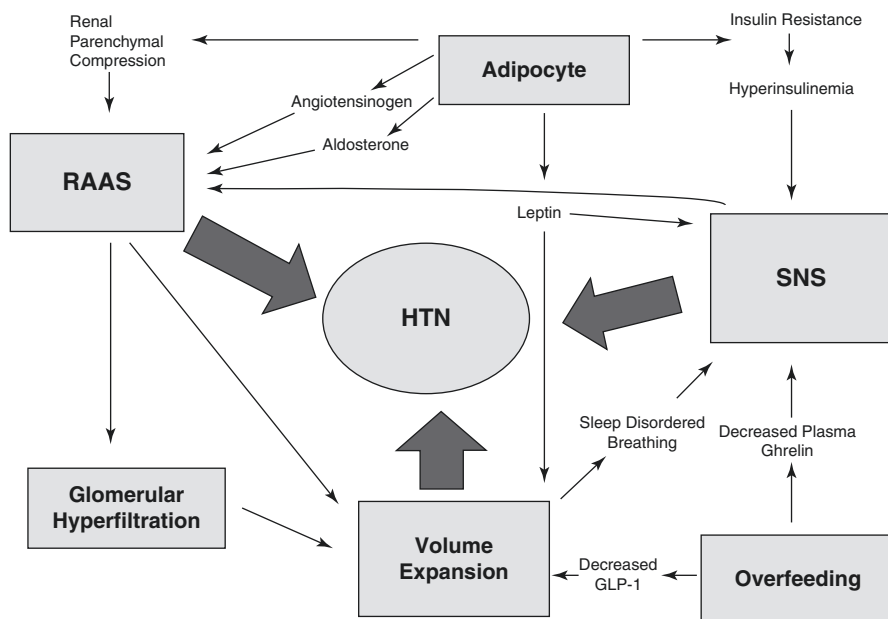 Renal
Parenchymal
Compression
Insulin Resistance
Adipocyte
Hyperinsulinemia
Angiotensinogen
Aldosterone
RAAS
Leptin
SNS
HTN
Sleep Disordered
Breathing
Decreased Plasma
Ghrelin
Glomerular
Hyperfiltration
Volume
Expansion
Decreased
GLP-1
Overfeeding